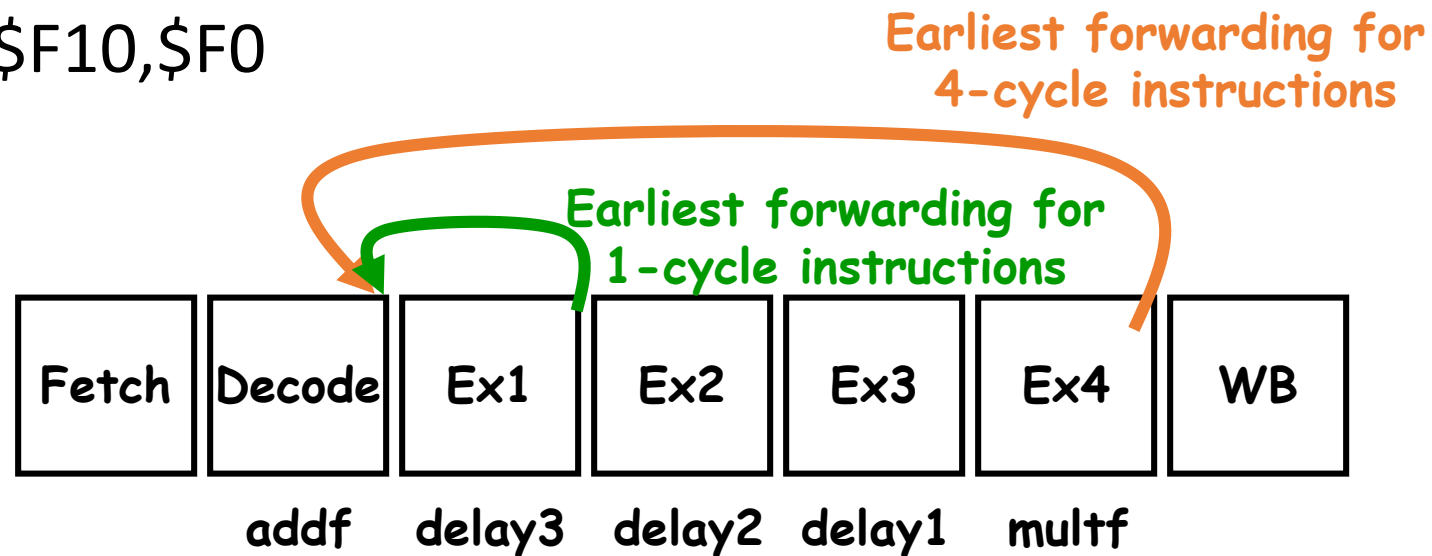 $F10,$F0
Earliest forwarding for
4-cycle instructions
Earliest forwarding for
1-cycle instructions
Fetch Decode Ex1 Ex2 Ex3 Ex4 WB
addf delay3 delay2 delay1 multf